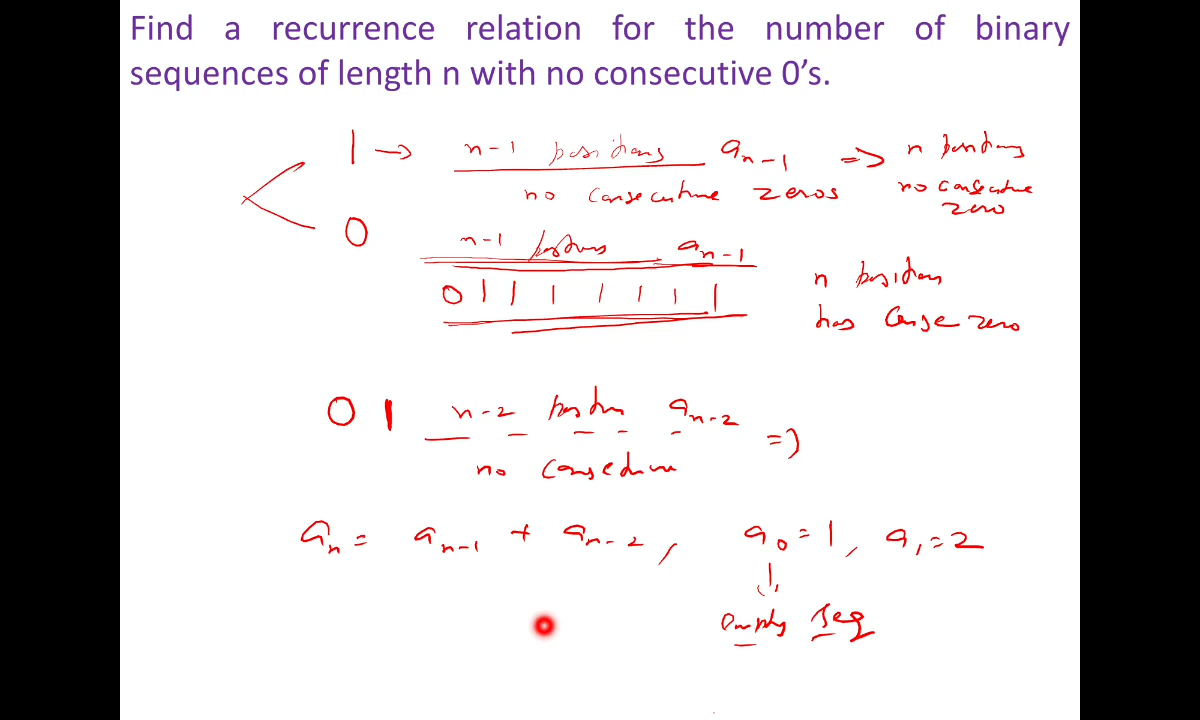 Find a recurrence relation for the number of binary
sequences of length n with no consecutive 0's.
1 → n-1 positions a_{n-1} => n positions
no consecutive zeros no consecutive
zero
0 n-1 positions a_{n-1}
0 1 1 1 1 1 1 1 n positions
has conse zero
0 1 n-2 position a_{n-2} =>
no consecutive
a_n = a_{n-1} + a_{n-2}, a_0 = 1, a_1 = 2
↓
empty seq